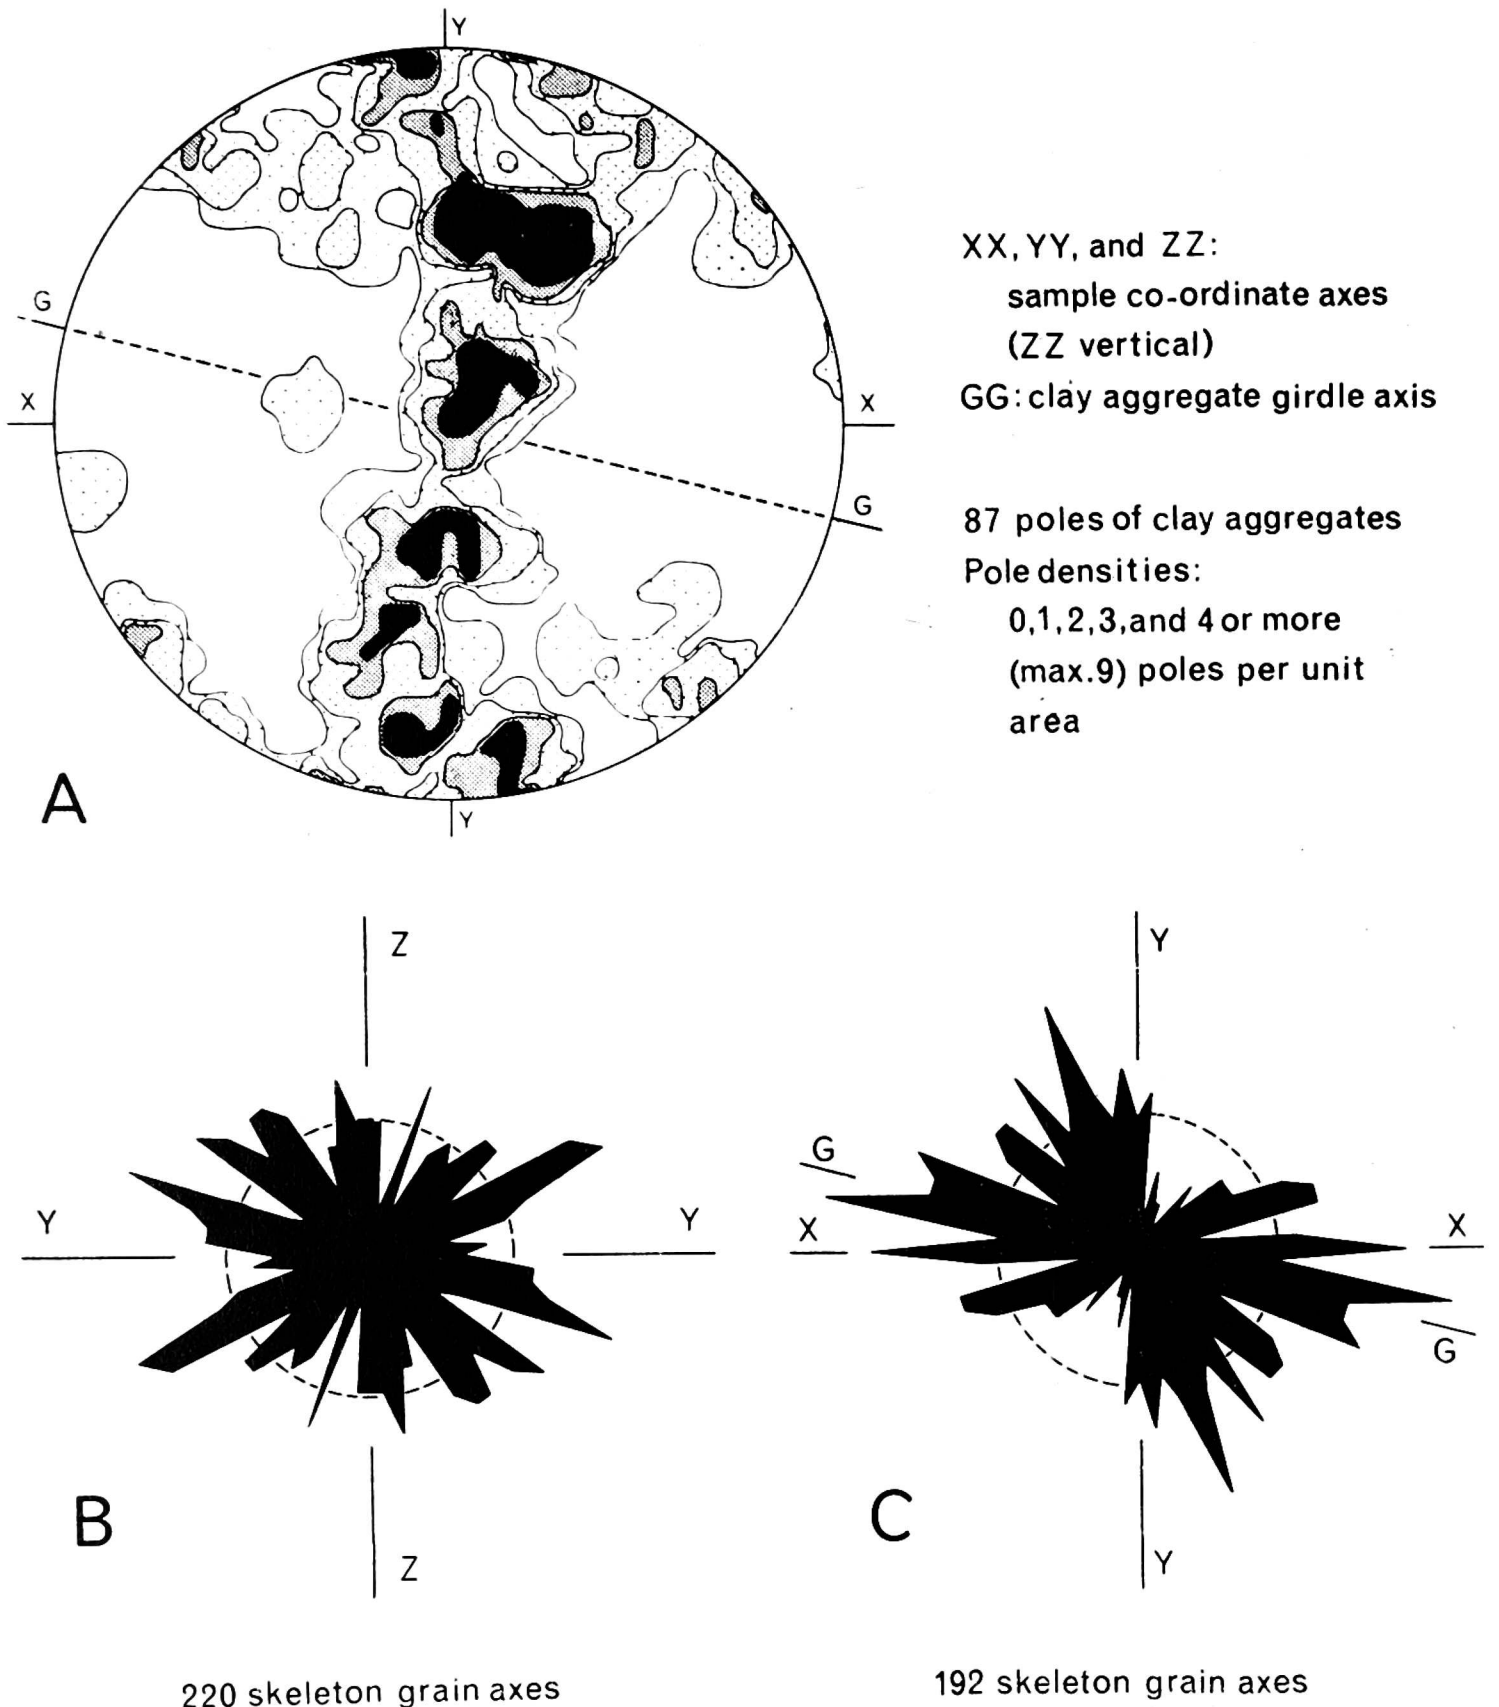 Y
G
X
X
G
Y
A
XX, YY, and ZZ:
sample co-ordinate axes
(ZZ vertical)
GG: clay aggregate girdle axis
87 poles of clay aggregates
Pole densities:
0,1,2,3,and 4 or more
(max.9) poles per unit
area
Z
Y
Y
Z
B
220 skeleton grain axes
Y
G
X
X
G
Y
C
192 skeleton grain axes